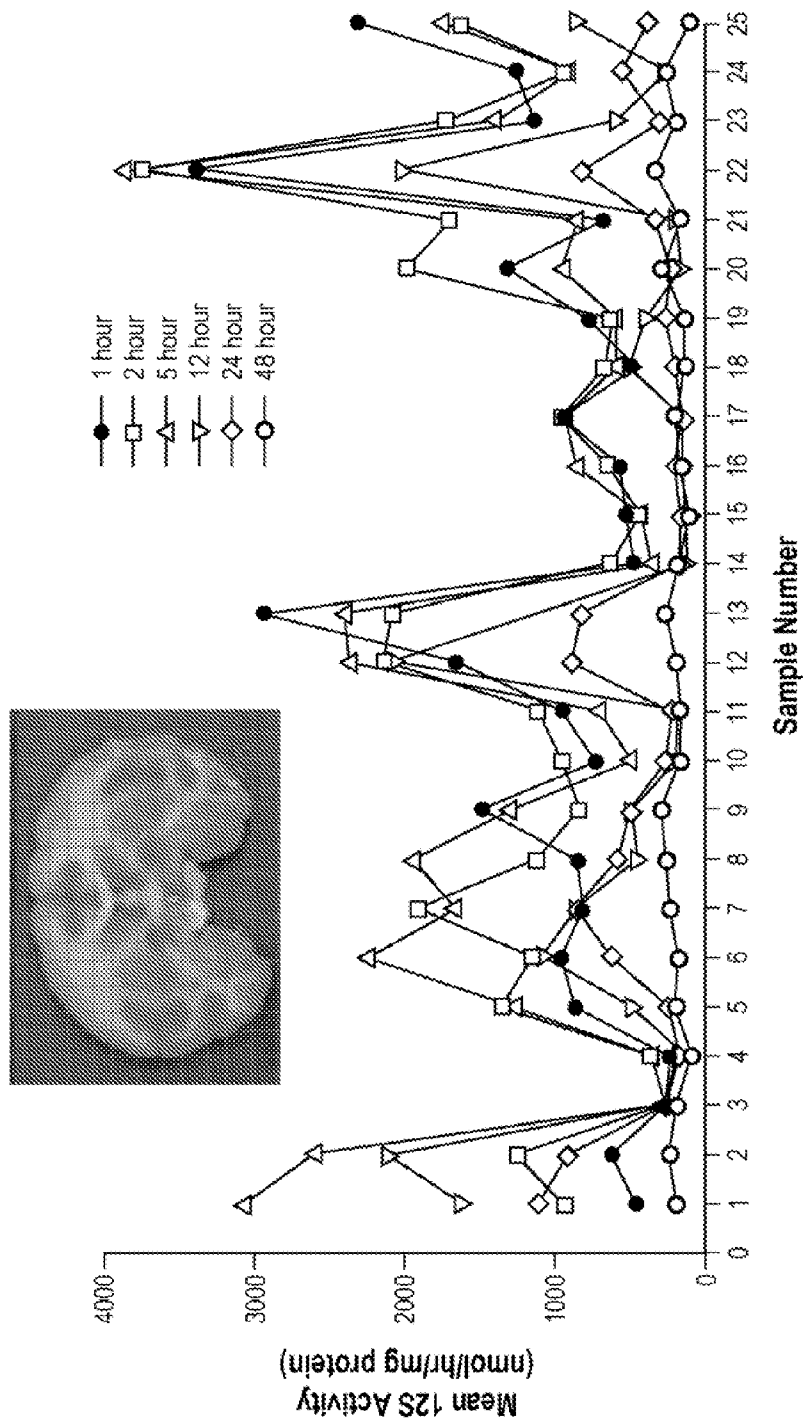 1 hour
2 hour
5 hour
12 hour
24 hour
48 hour
Mean 12S Activity
(nmol/hr/mg protein)
4000
3000
2000
1000
0
0 1 2 3 4 5 6 7 8 9 10 11 12 13 14 15 16 17 18 19 20 21 22 23 24 25
Sample Number